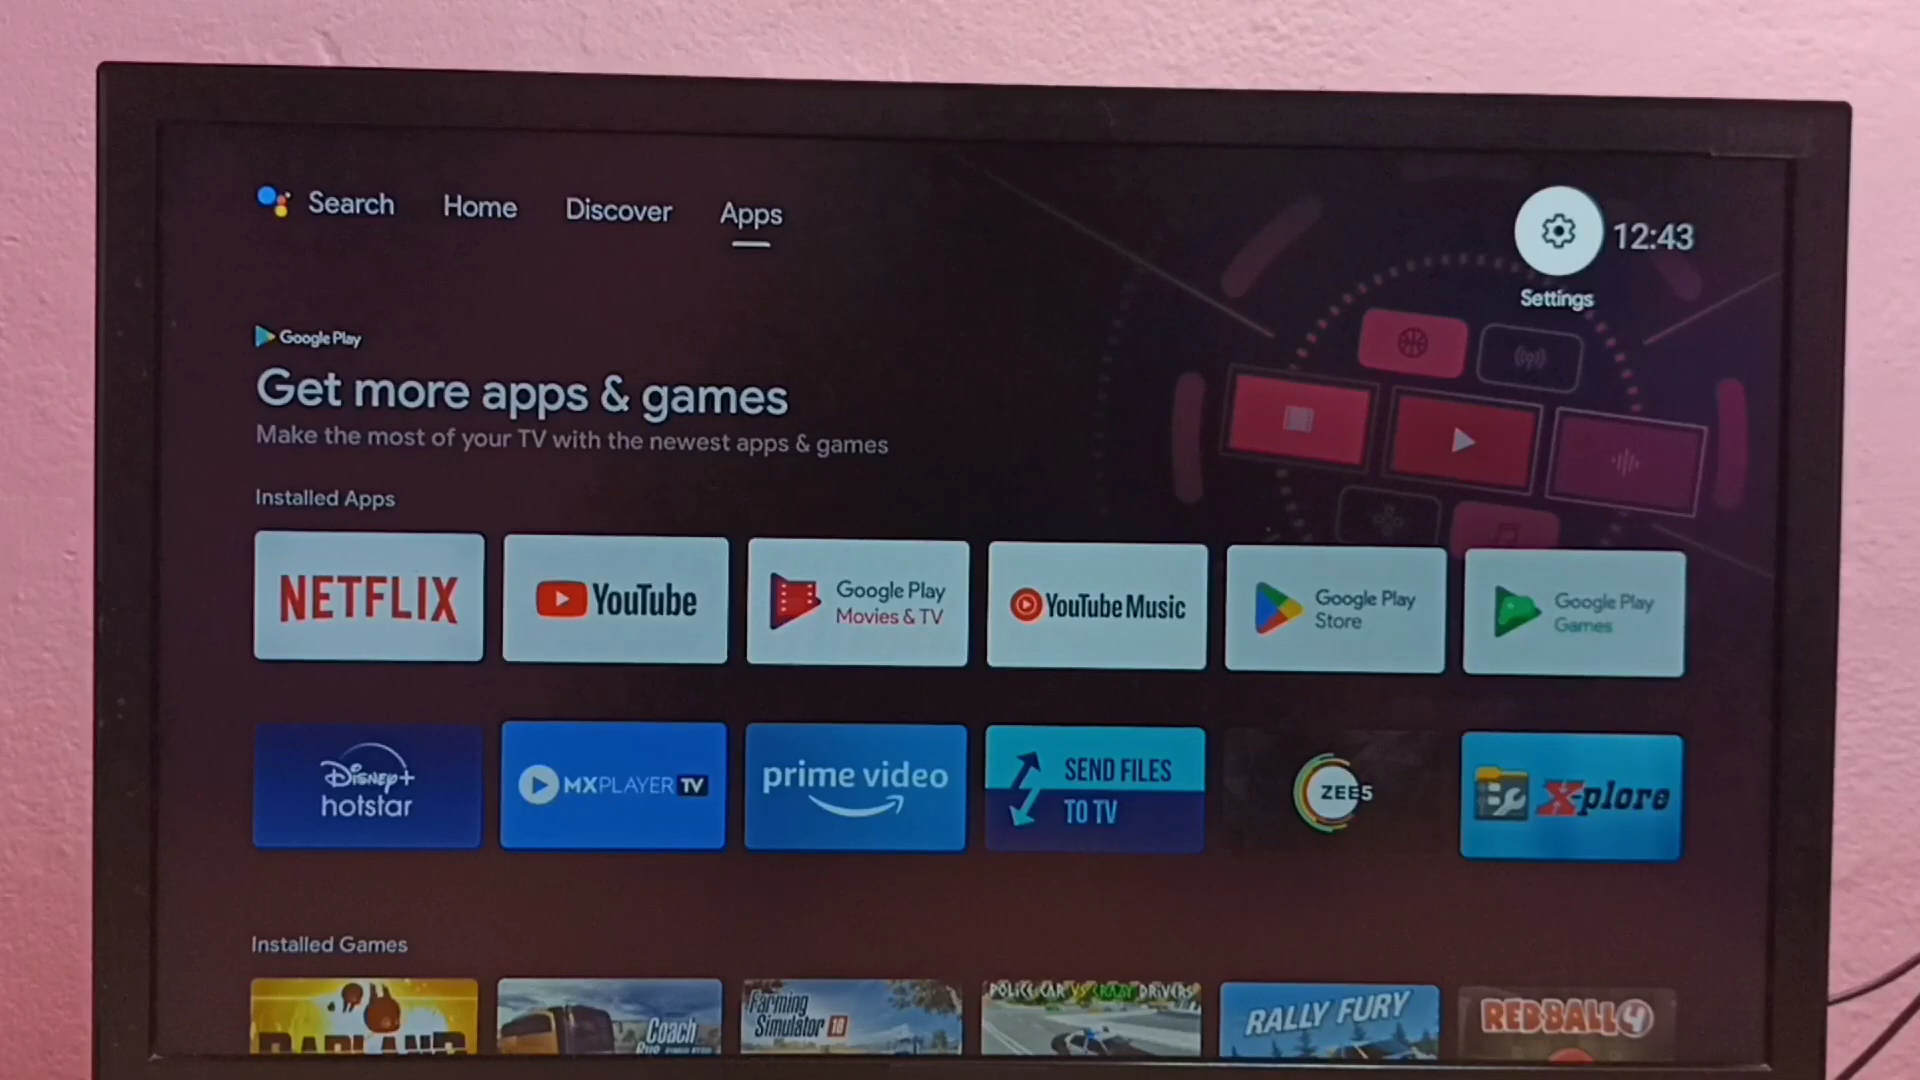 Search Home Discover Apps
12:43
Settings
Google Play
Get more apps & games
Make the most of your TV with the newest apps & games
Installed Apps
NETFLIX
YouTube
Google Play
Movies & TV
YouTube Music
Google Play
Store
Google Play
Games
Disney+
hotstar
MXPLAYER TV
prime video
SEND FILES
TO TV
ZEE5
X-plore
Installed Games
BADLAND
Coach
Farming
Simulator 18
POLICE CAR VS CRAZY DRIVERS
RALLY FURY
REDBALL 4